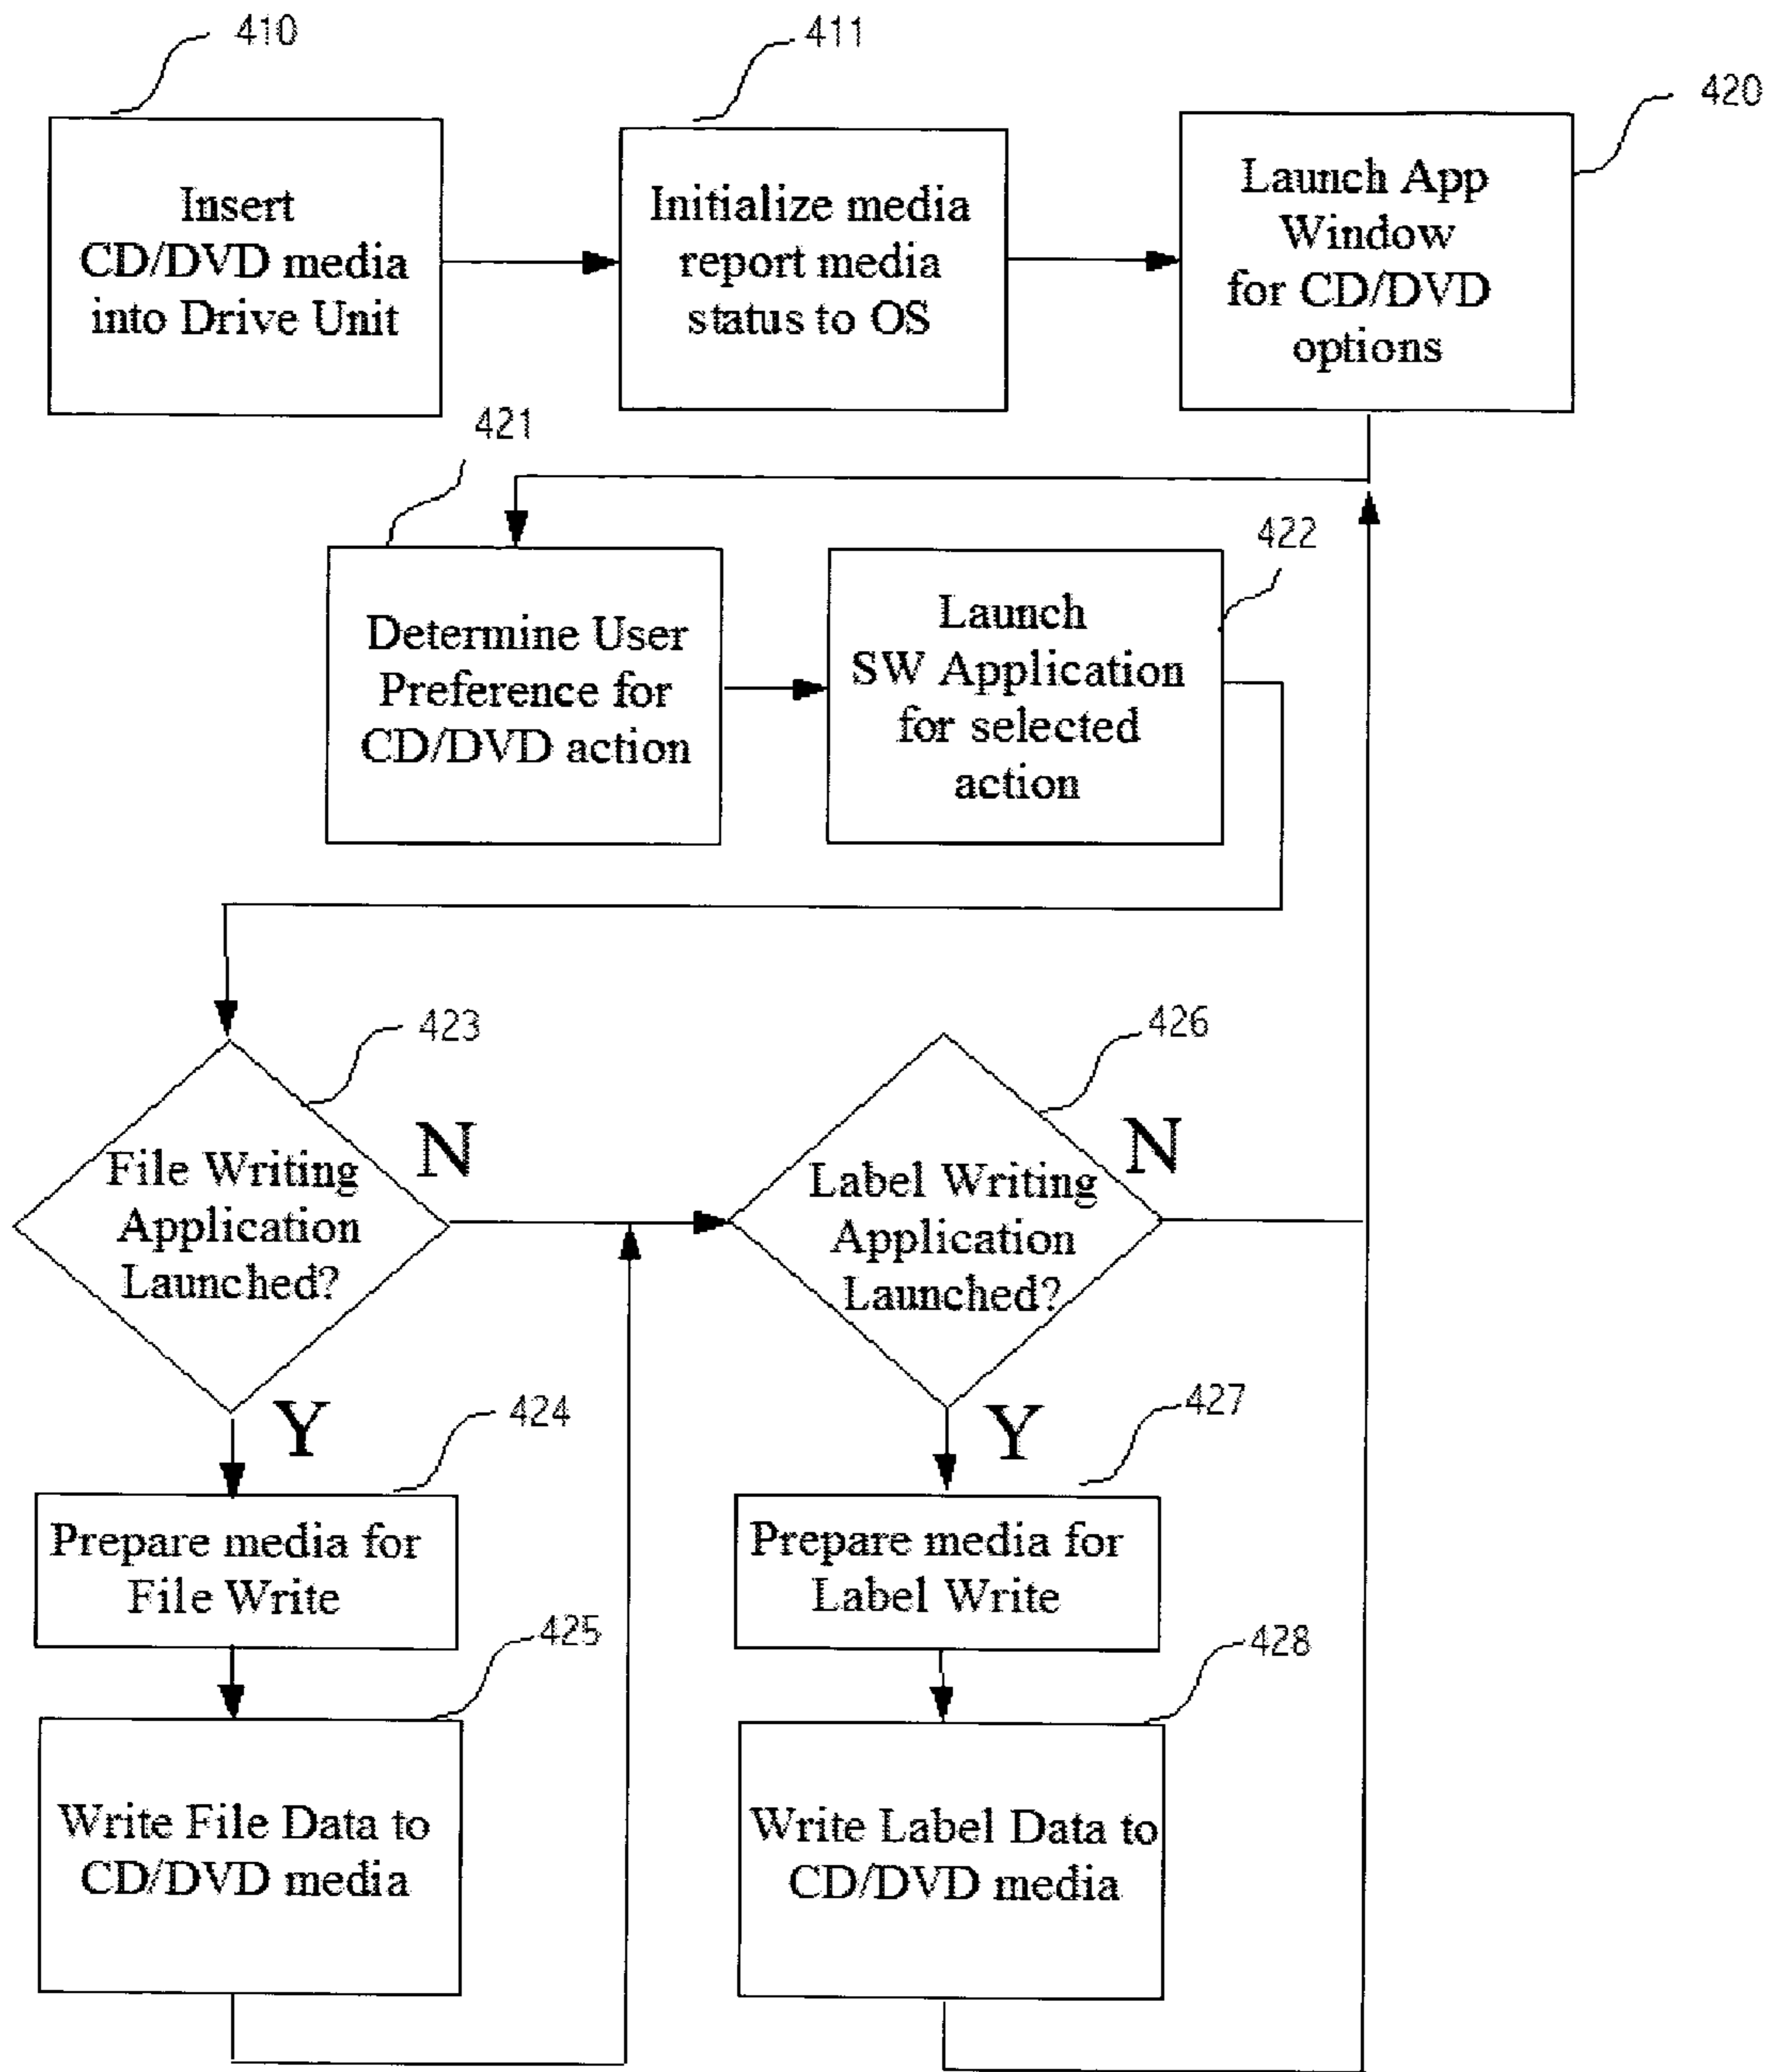 410
411
420
Insert
CD/DVD media
into Drive Unit
Initialize media
report media
status to OS
Launch App
Window
for CD/DVD
options
421
422
Determine User
Preference for
CD/DVD action
Launch
SW Application
for selected
action
423
426
File Writing
Application
Launched?
N
Label Writing
Application
Launched?
N
Y
424
Y
427
Prepare media for
File Write
Prepare media for
Label Write
425
428
Write File Data to
CD/DVD media
Write Label Data to
CD/DVD media